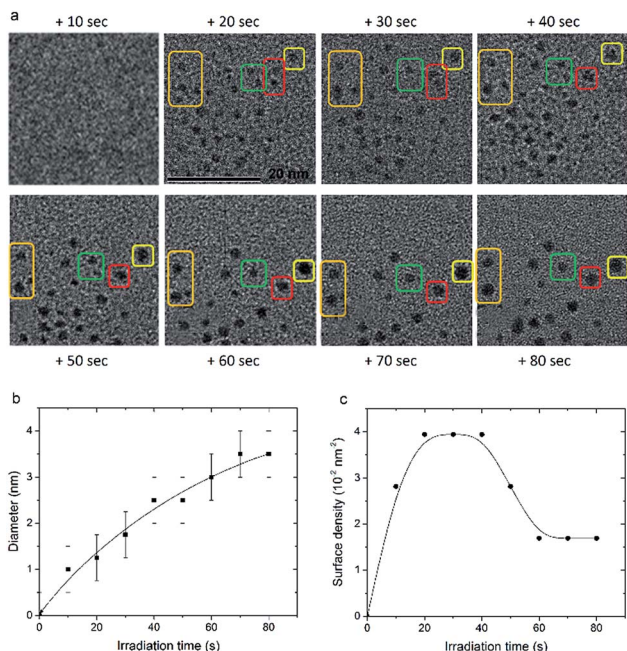 a
+ 10 sec + 20 sec + 30 sec + 40 sec
20 nm
+ 50 sec + 60 sec + 70 sec + 80 sec
b
Diameter (nm)
5
4
3
2
1
0
0 20 40 60 80
Irradiation time (s)
c
Surface density (10⁻² nm⁻²)
5
4
3
2
1
0
0 20 40 60 80
Irradiation time (s)